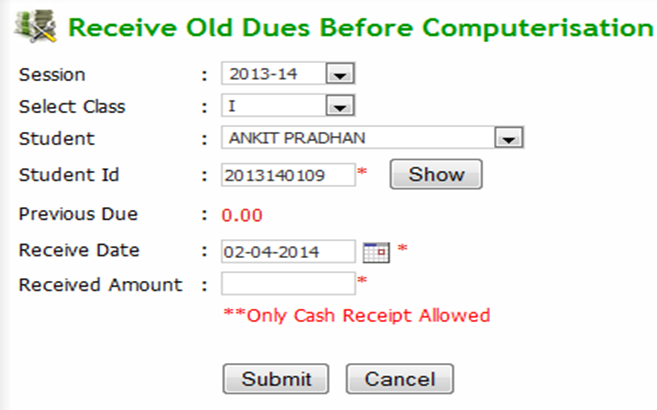 Receive Old Dues Before Computerisation
Session : 2013-14
Select Class : I
Student : ANKIT PRADHAN
Student Id : 2013140109 * Show
Previous Due : 0.00
Receive Date : 02-04-2014 *
Received Amount : *
**Only Cash Receipt Allowed
Submit Cancel